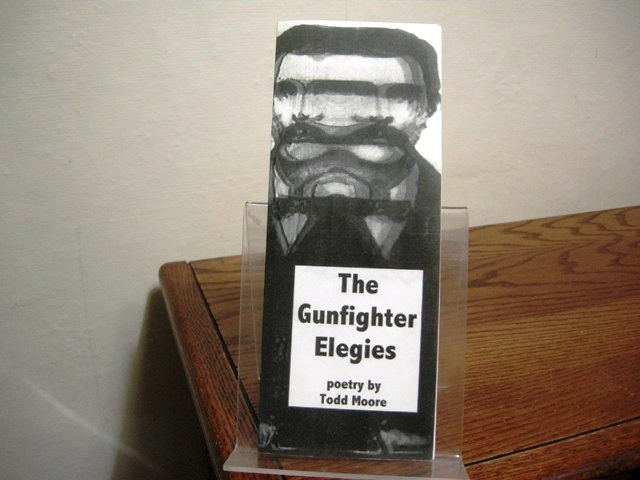 The
Gunfighter
Elegies
poetry by
Todd Moore